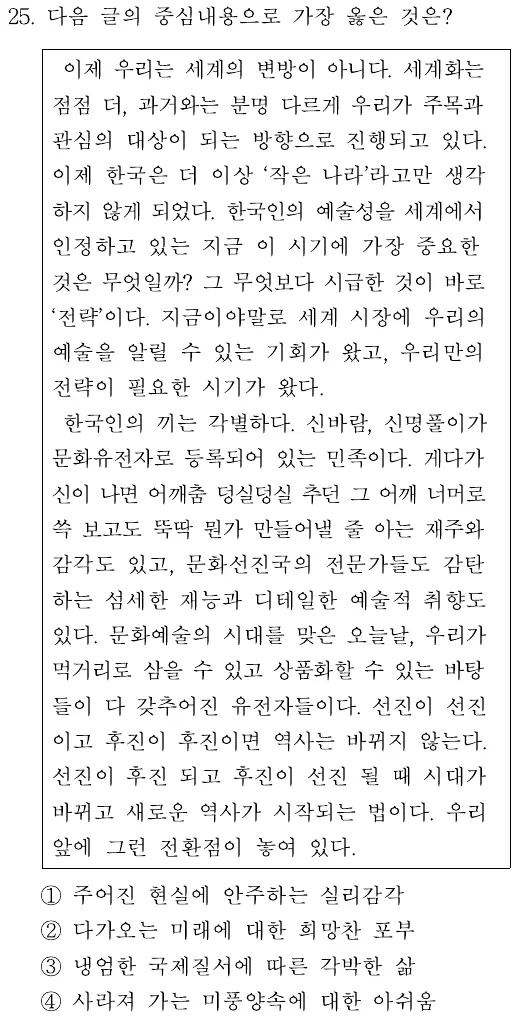 25. 다음 글의 중심내용으로 가장 옳은 것은?
이제 우리는 세계의 변방이 아니다. 세계화는
점점 더, 과거와는 분명 다르게 우리가 주목과
관심의 대상이 되는 방향으로 진행되고 있다.
이제 한국은 더 이상 ‘작은 나라’라고만 생각
하지 않게 되었다. 한국인의 예술성을 세계에서
인정하고 있는 지금 이 시기에 가장 중요한
것은 무엇일까? 그 무엇보다 시급한 것이 바로
‘전략’이다. 지금이야말로 세계 시장에 우리의
예술을 알릴 수 있는 기회가 왔고, 우리만의
전략이 필요한 시기가 왔다.
한국인의 끼는 각별하다. 신바람, 신명풀이가
문화유전자로 등록되어 있는 민족이다. 게다가
신이 나면 어깨춤 덩실덩실 추던 그 어깨 너머로
쓱 보고도 뚝딱 뭔가 만들어낼 줄 아는 재주와
감각도 있고, 문화선진국의 전문가들도 감탄
하는 섬세한 재능과 디테일한 예술적 취향도
있다. 문화예술의 시대를 맞은 오늘날, 우리가
먹거리로 삼을 수 있고 상품화할 수 있는 바탕
들이 다 갖추어진 유전자들이다. 선진이 선진
이고 후진이 후진이면 역사는 바뀌지 않는다.
선진이 후진 되고 후진이 선진 될 때 시대가
바뀌고 새로운 역사가 시작되는 법이다. 우리
앞에 그런 전환점이 놓여 있다.
① 주어진 현실에 안주하는 실리감각
② 다가오는 미래에 대한 희망찬 포부
③ 냉엄한 국제질서에 따른 각박한 삶
④ 사라져 가는 미풍양속에 대한 아쉬움